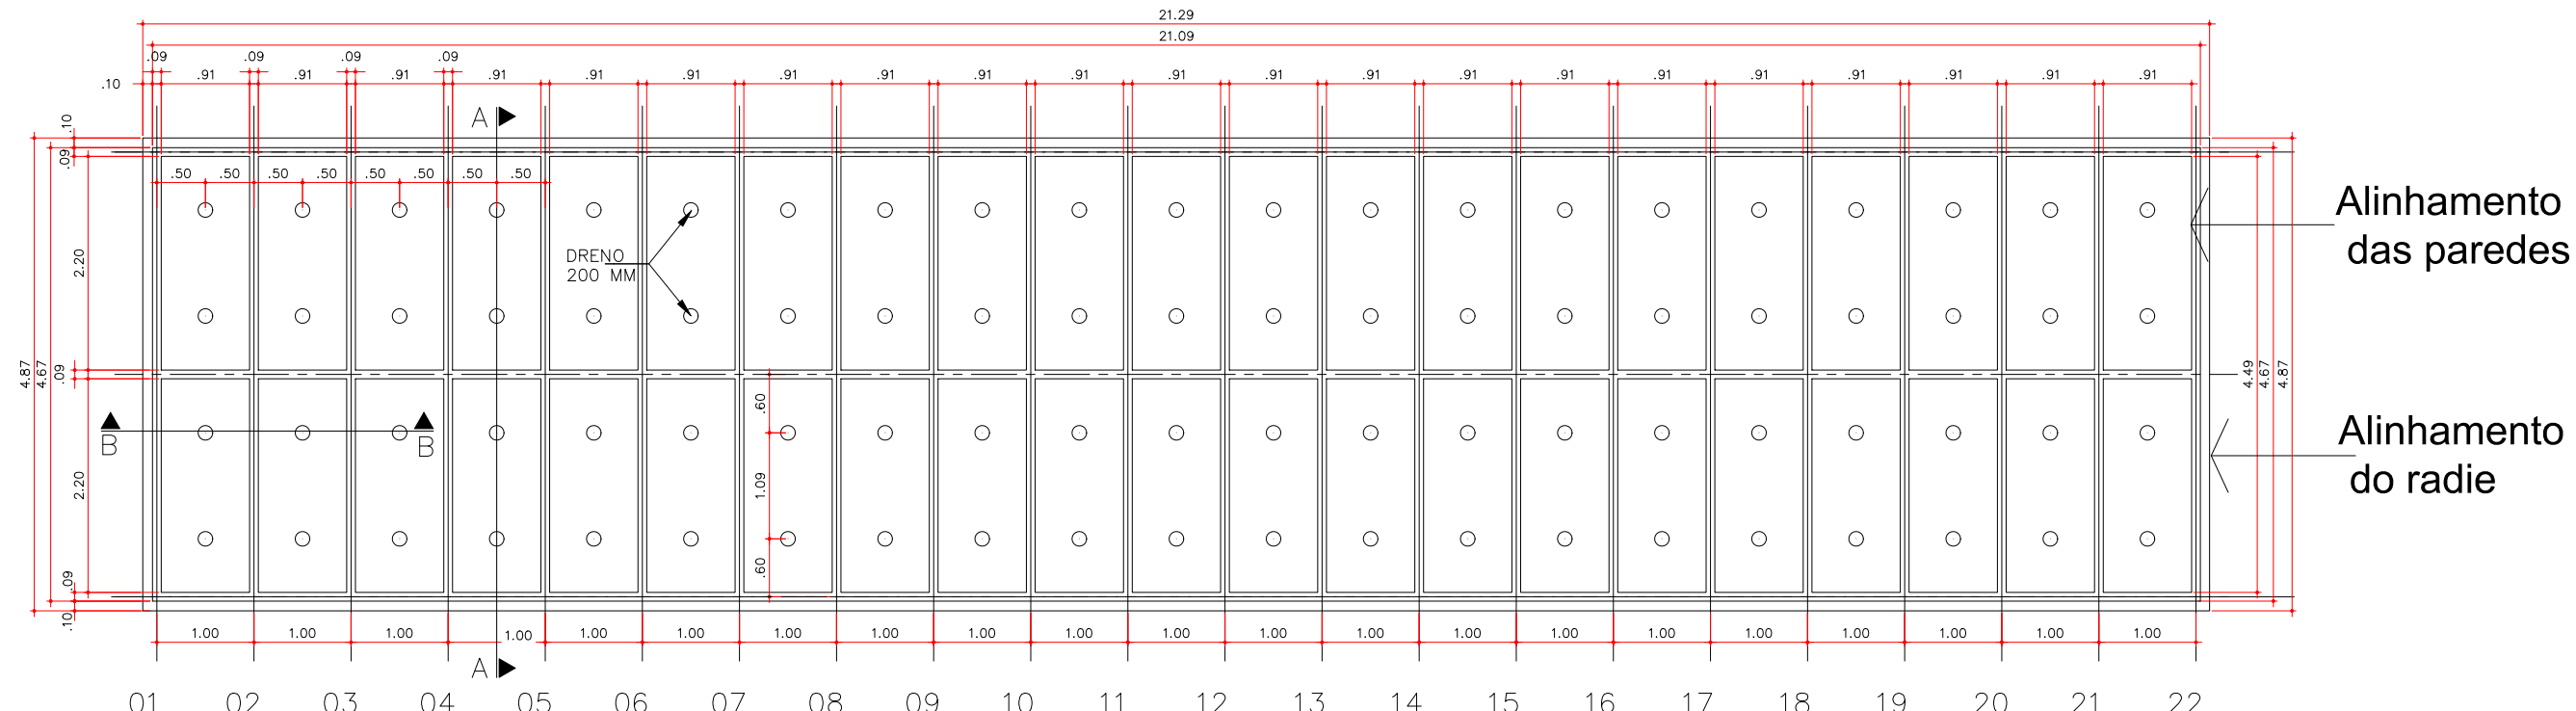 21.29
21.09
.09 .09 .09 .09
.10 .91 .91 .91 .91 .91 .91 .91 .91 .91 .91 .91 .91 .91 .91 .91 .91 .91 .91 .91 .91 .91
A
.10
.09
.50 .50 .50 .50 .50 .50 .50 .50
Alinhamento
das paredes
DRENO
200 MM
2.20
4.87
4.67
.09
4.49
4.67
4.87
.60
B B
Alinhamento
do radie
2.20
1.09
.60
.09
.10
1.00 1.00 1.00 1.00 1.00 1.00 1.00 1.00 1.00 1.00 1.00 1.00 1.00 1.00 1.00 1.00 1.00 1.00 1.00 1.00 1.00
A
01 02 03 04 05 06 07 08 09 10 11 12 13 14 15 16 17 18 19 20 21 22